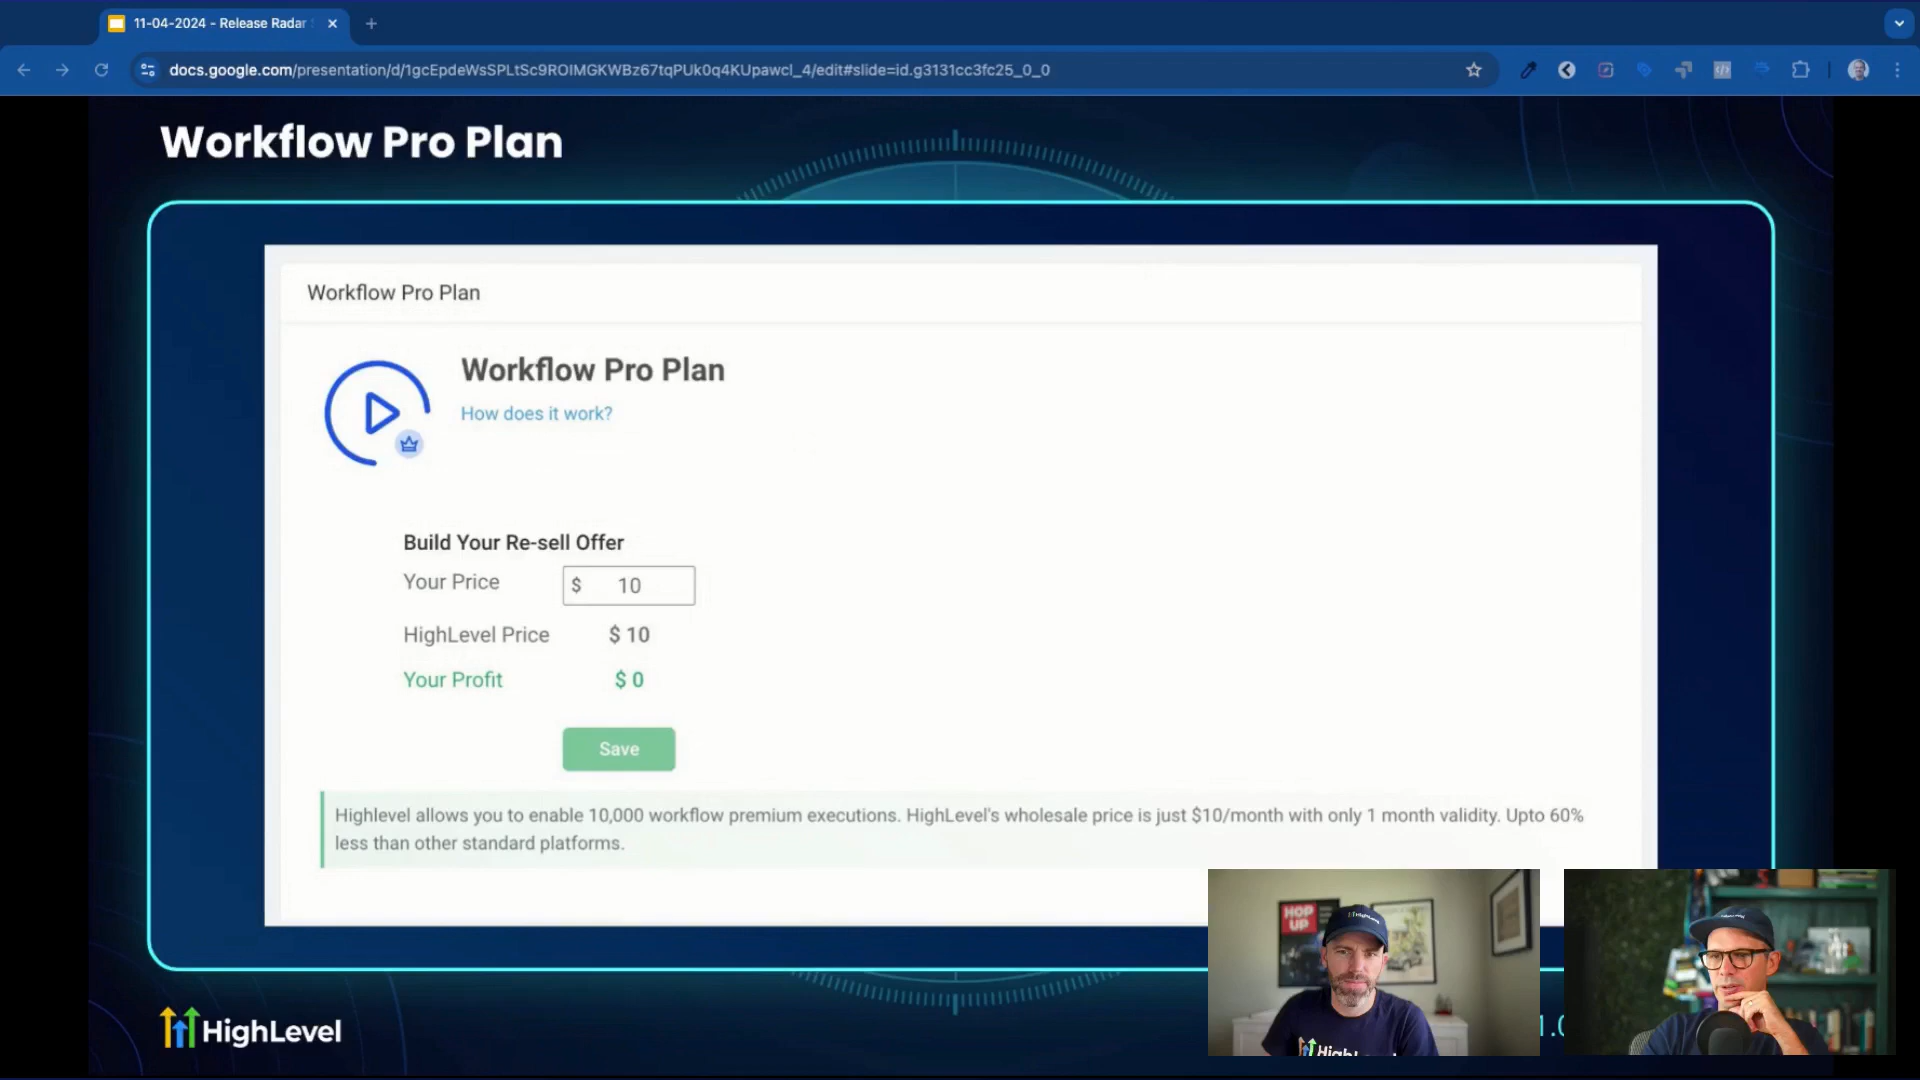 11-04-2024 - Release Radar
docs.google.com/presentation/d/1gcEpdeWsSPLtSc9ROIMGKWBz67tqPUk0q4KUpawcl_4/edit#slide=id.g3131cc3fc25_0_0
Workflow Pro Plan
Workflow Pro Plan
Workflow Pro Plan
How does it work?
Build Your Re-sell Offer
Your Price $ 10
HighLevel Price $ 10
Your Profit $ 0
Save
Highlevel allows you to enable 10,000 workflow premium executions. HighLevel's wholesale price is just $10/month with only 1 month validity. Upto 60%
less than other standard platforms.
HOP
UP
HighLevel